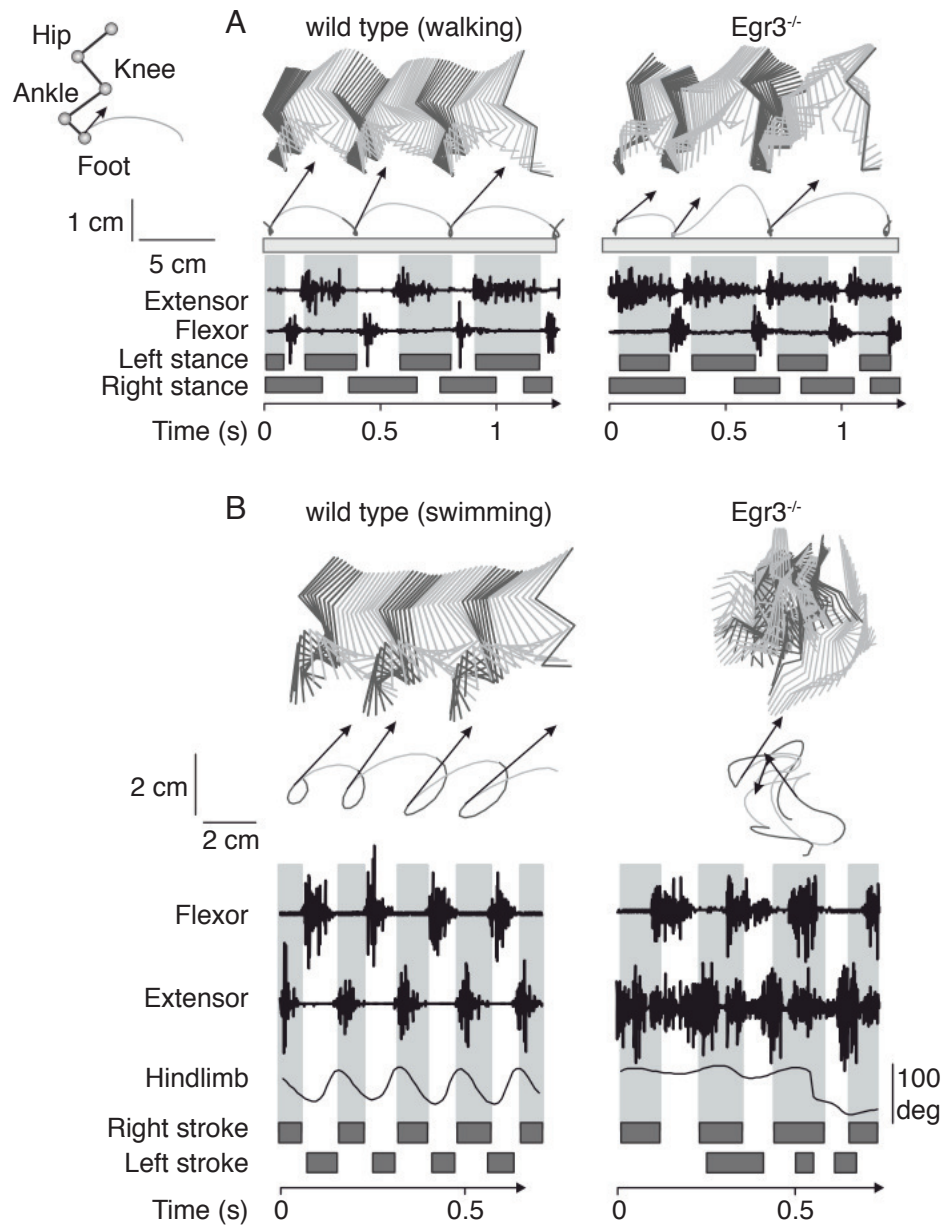 A
wild type (walking)
Egr3-/-
Hip
Knee
Ankle
Foot
1 cm
5 cm
Extensor
Flexor
Left stance
Right stance
Time (s) 0 0.5 1 0 0.5 1
B
wild type (swimming)
Egr3-/-
2 cm
2 cm
Flexor
Extensor
Hindlimb
100
deg
Right stroke
Left stroke
Time (s) 0 0.5 0 0.5